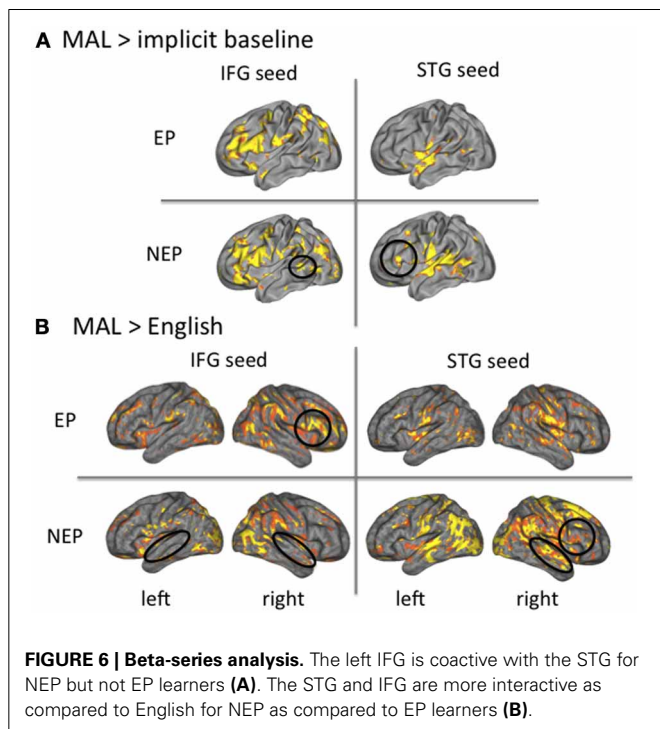 A MAL > implicit baseline
IFG seed STG seed
EP
NEP
B MAL > English
IFG seed STG seed
EP
NEP
left right left right
FIGURE 6 | Beta-series analysis. The left IFG is coactive with the STG for
NEP but not EP learners (A). The STG and IFG are more interactive as
compared to English for NEP as compared to EP learners (B).